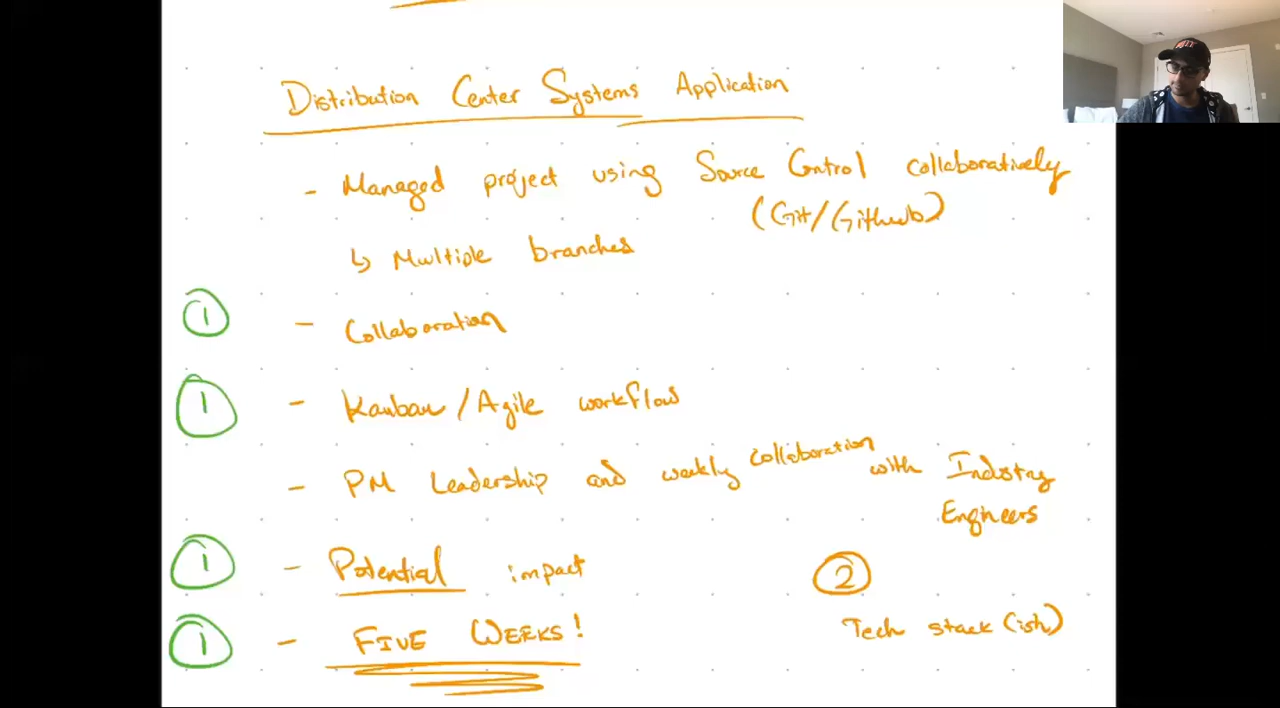 Distribution Center Systems Application
- Managed project using Source Control collaboratively
(Git/Github)
↳ Multiple branches
① - Collaboration
① - Kanban/Agile workflow
- PM Leadership and weekly collaboration with Industry
Engineers
① - Potential impact
②
Tech stack (ish)
① - FIVE WEEKS!